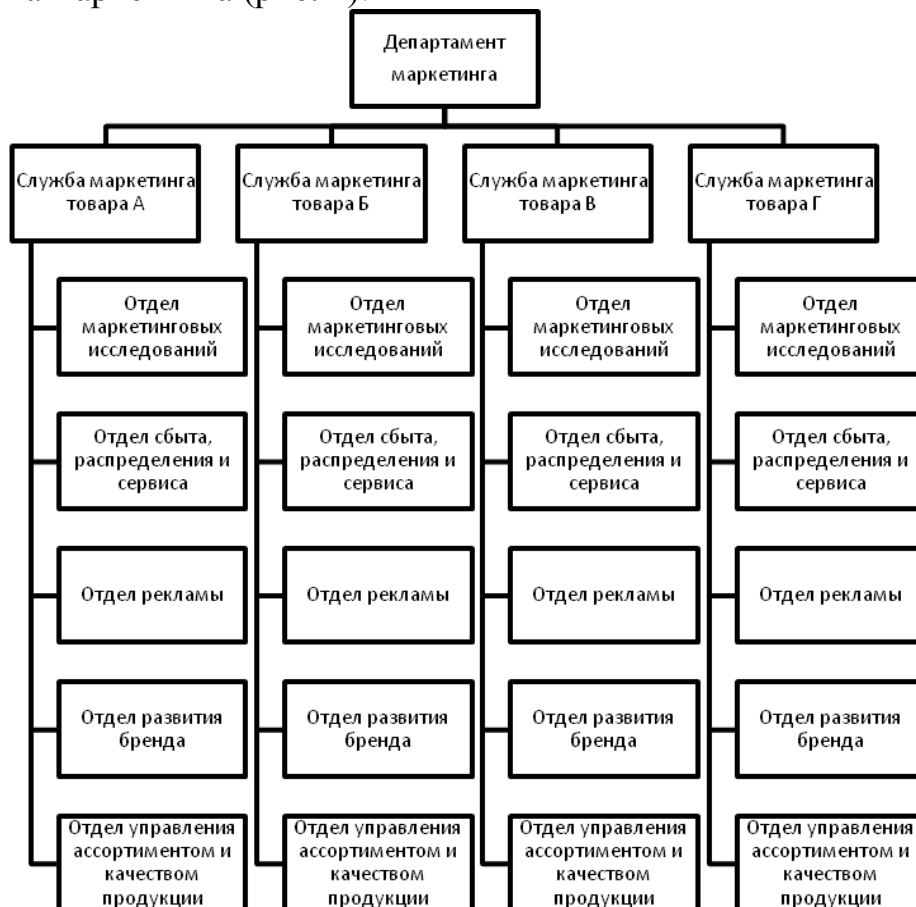 Департамент
маркетинга
Служба маркетинга
товара А
Служба маркетинга
товара Б
Служба маркетинга
товара В
Служба маркетинга
товара Г
Отдел
маркетинговых
исследований
Отдел
маркетинговых
исследований
Отдел
маркетинговых
исследований
Отдел
маркетинговых
исследований
Отдел сбыта,
распределения и
сервиса
Отдел сбыта,
распределения и
сервиса
Отдел сбыта,
распределения и
сервиса
Отдел сбыта,
распределения и
сервиса
Отдел рекламы
Отдел рекламы
Отдел рекламы
Отдел рекламы
Отдел развития
бренда
Отдел развития
бренда
Отдел развития
бренда
Отдел развития
бренда
Отдел управления
ассортиментом и
качеством
продукции
Отдел управления
ассортиментом и
качеством
продукции
Отдел управления
ассортиментом и
качеством
продукции
Отдел управления
ассортиментом и
качеством
продукции